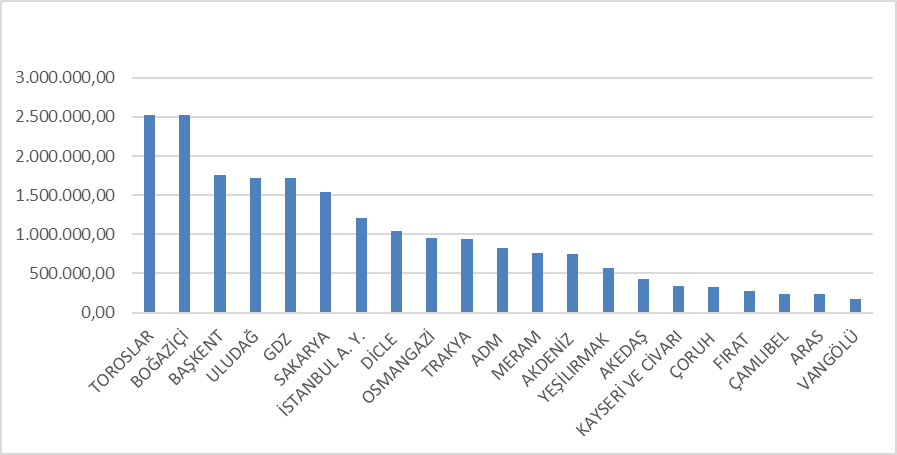 3.000.000,00
2.500.000,00
2.000.000,00
1.500.000,00
1.000.000,00
500.000,00
0,00
TOROSLAR
BOĞAZİÇİ
BAŞKENT
ULUDAĞ
GDZ
SAKARYA
İSTANBUL A. Y.
DİCLE
OSMANGAZİ
TRAKYA
ADM
MERAM
AKDENİZ
YEŞİLIRMAK
AKEDAŞ
KAYSERİ VE CİVARI
ÇORUH
FIRAT
ÇAMLIBEL
ARAS
VANGÖLÜ